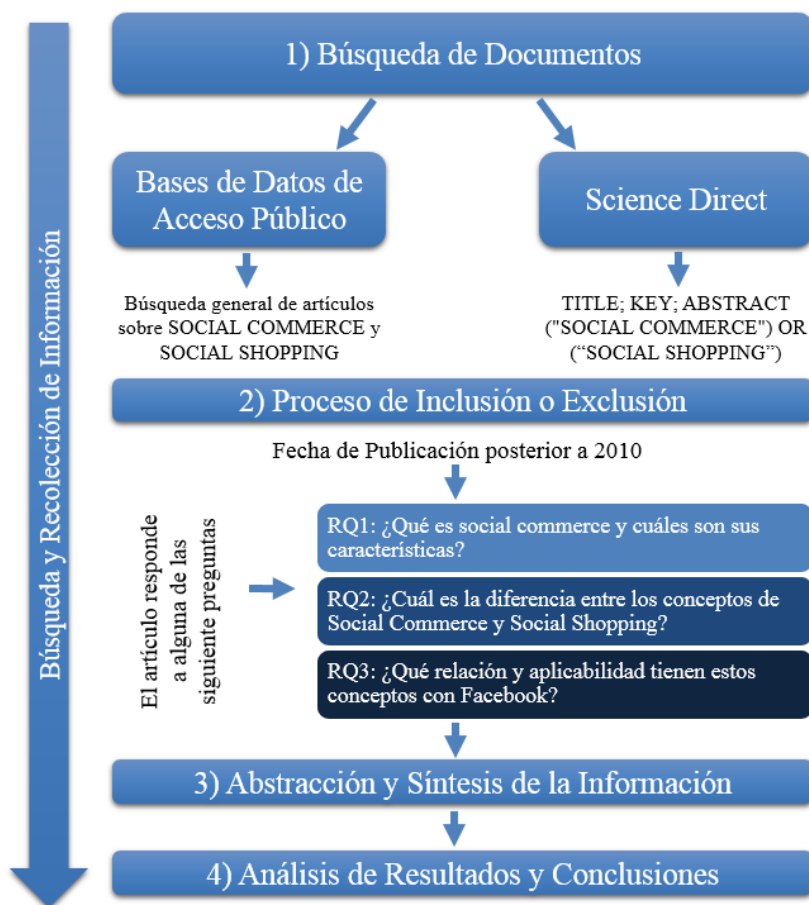 1) Búsqueda de Documentos
Bases de Datos de
Acceso Público
Science Direct
Búsqueda general de artículos
sobre SOCIAL COMMERCE y
SOCIAL SHOPPING
TITLE; KEY; ABSTRACT
("SOCIAL COMMERCE") OR
(“SOCIAL SHOPPING”)
2) Proceso de Inclusión o Exclusión
Fecha de Publicación posterior a 2010
El artículo responde
a alguna de las
siguiente preguntas
RQ1: ¿Qué es social commerce y cuáles son sus
características?
RQ2: ¿Cuál es la diferencia entre los conceptos de
Social Commerce y Social Shopping?
RQ3: ¿Qué relación y aplicabilidad tienen estos
conceptos con Facebook?
3) Abstracción y Síntesis de la Información
4) Análisis de Resultados y Conclusiones
Búsqueda y Recolección de Información